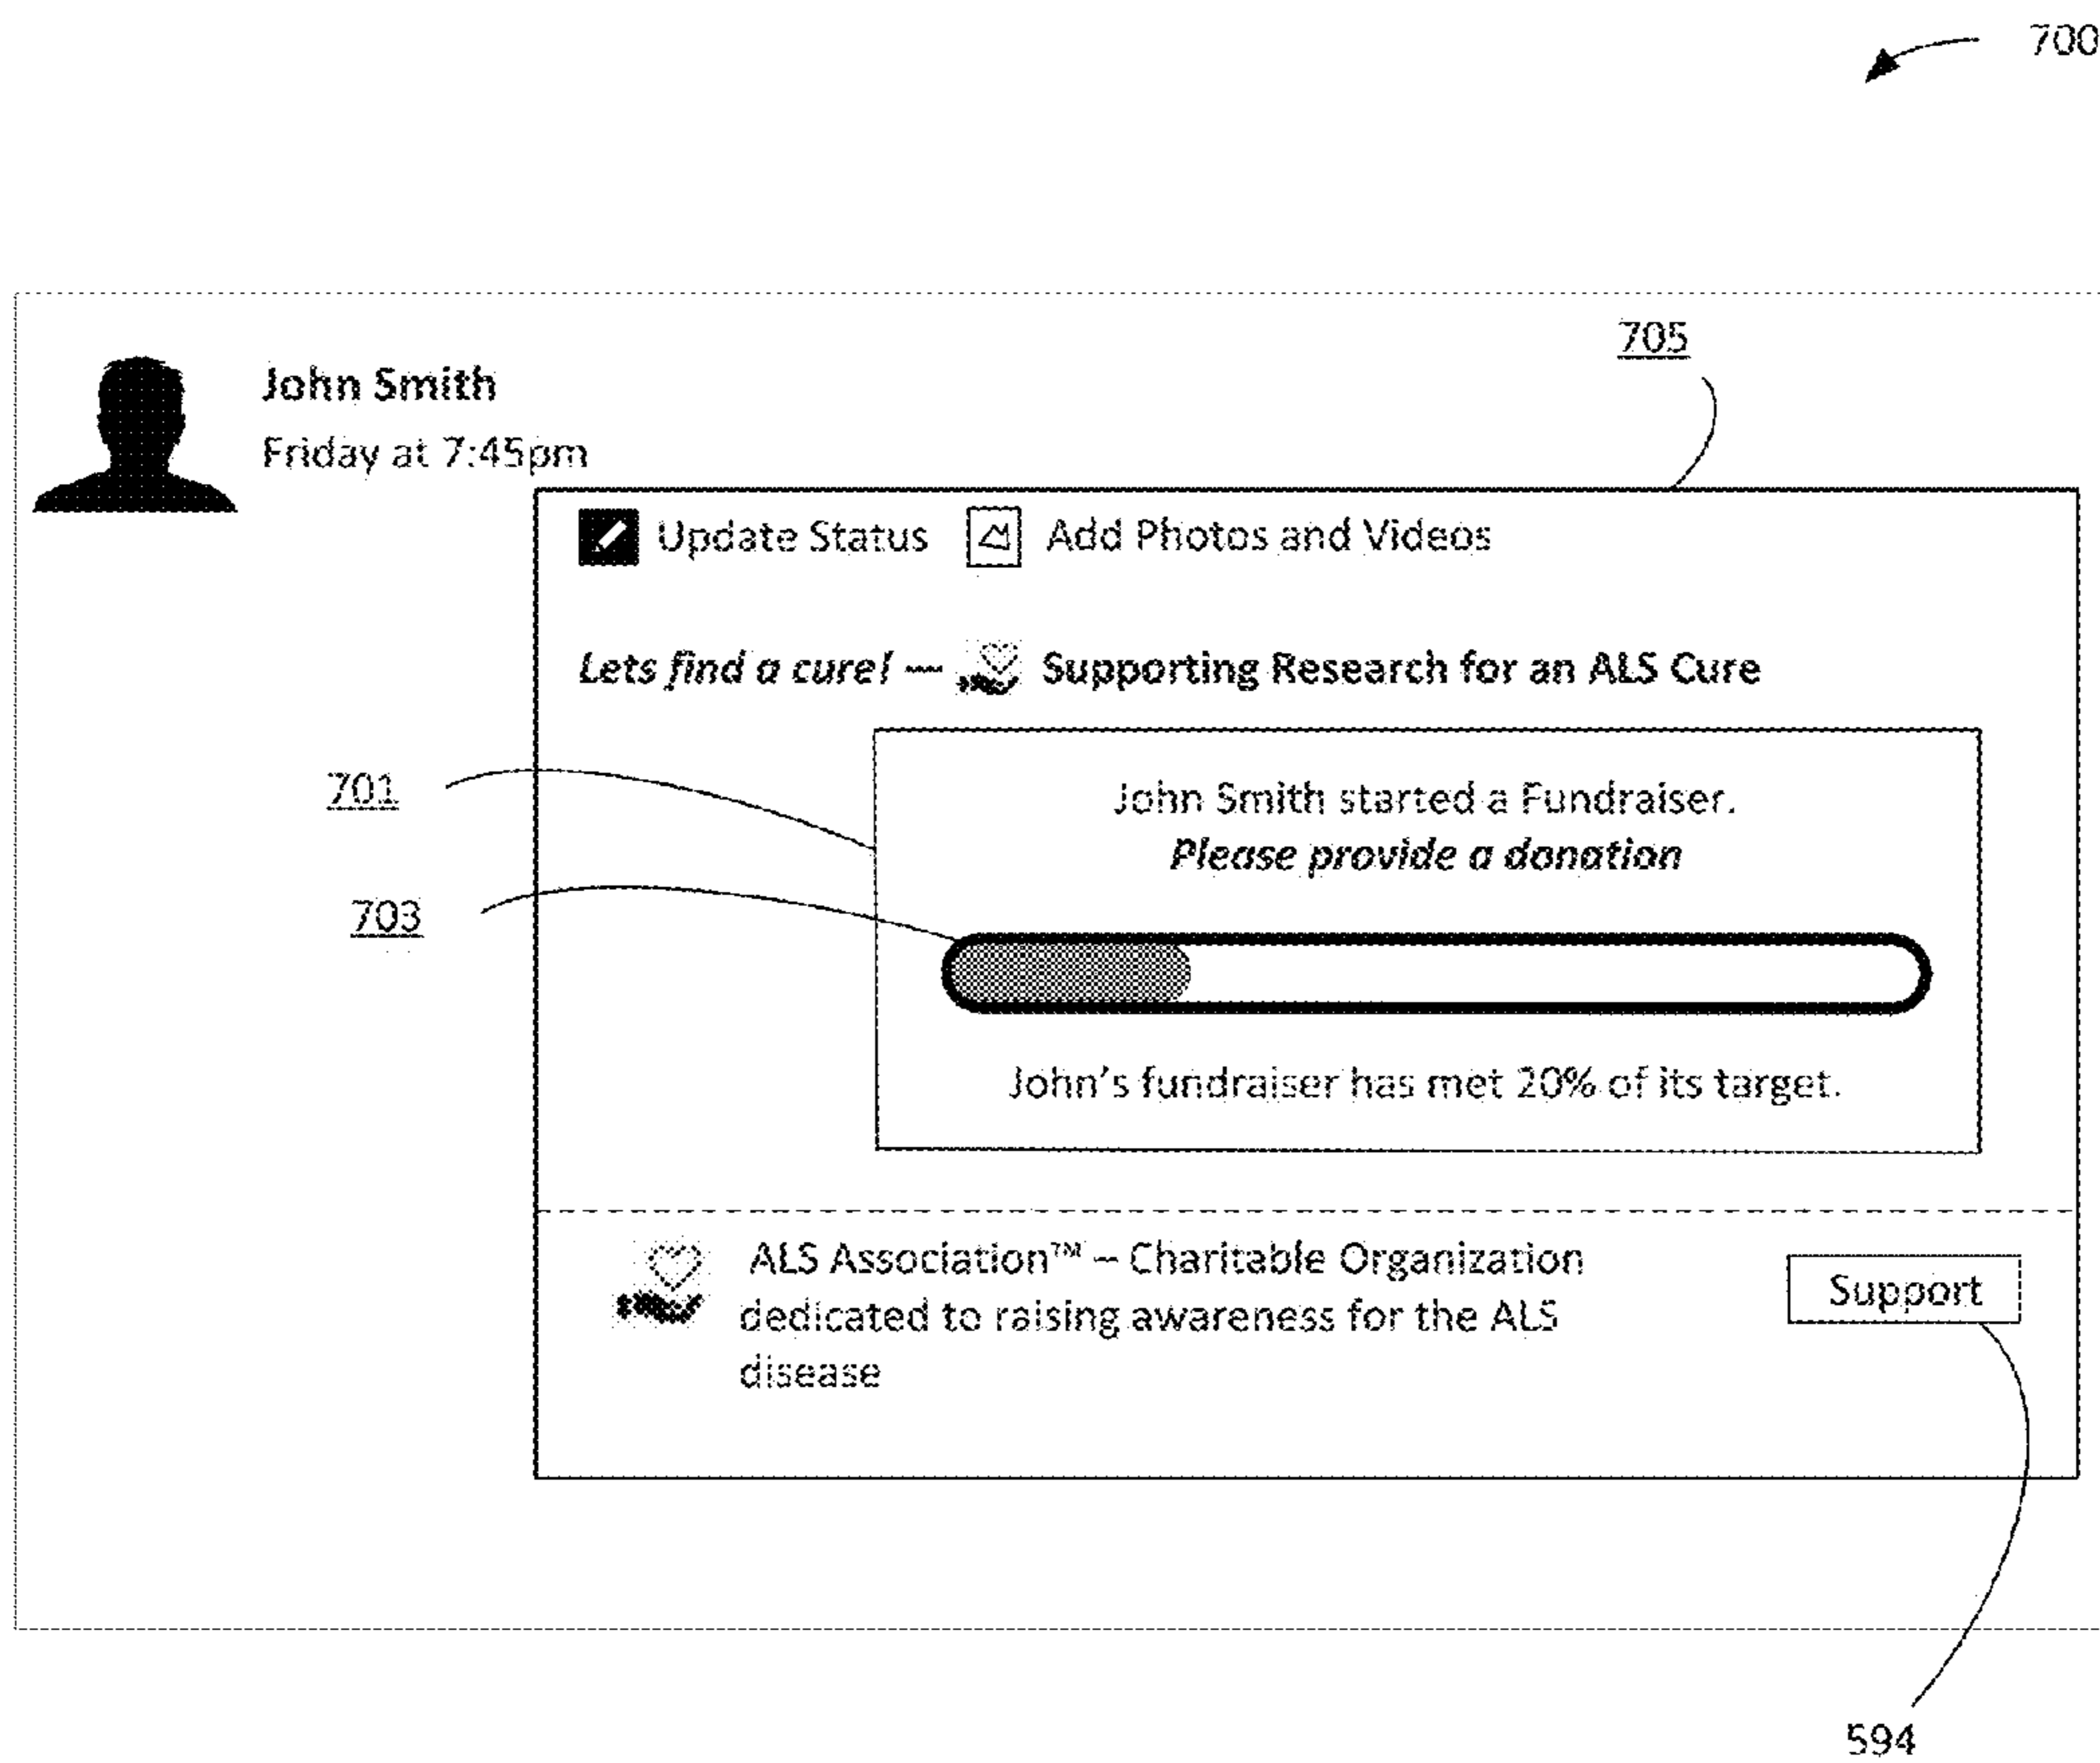 700
705
John Smith
Friday at 7:45pm
Update Status Add Photos and Videos
Lets find a cure! — Supporting Research for an ALS Cure
701
John Smith started a Fundraiser.
Please provide a donation
703
John's fundraiser has met 20% of its target.
ALS Association™ – Charitable Organization
dedicated to raising awareness for the ALS
disease
Support
594